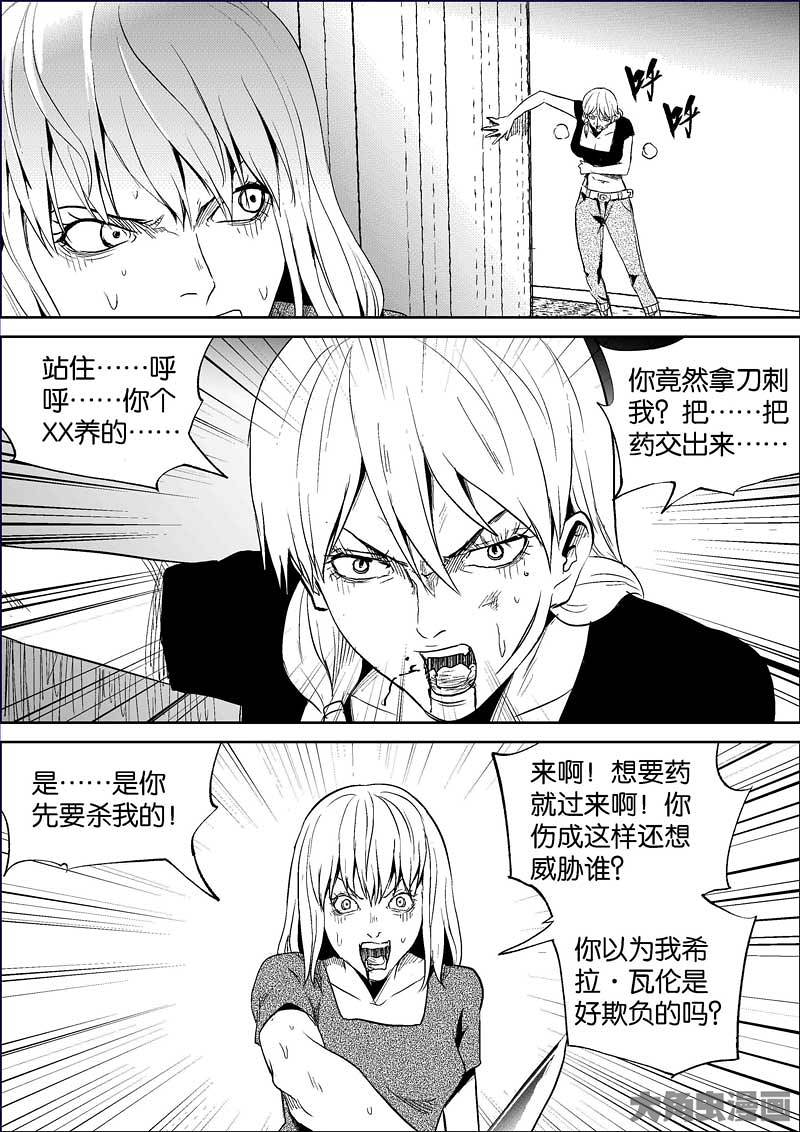 呼
呼
站住……呼
呼……你个
XX养的……
你竟然拿刀刺
我？把……把
药交出来……
是……是你
先要杀我的！
来啊！想要药
就过来啊！你
伤成这样还想
威胁谁？
你以为我希
拉·瓦伦是
好欺负的吗？
大角虫漫画